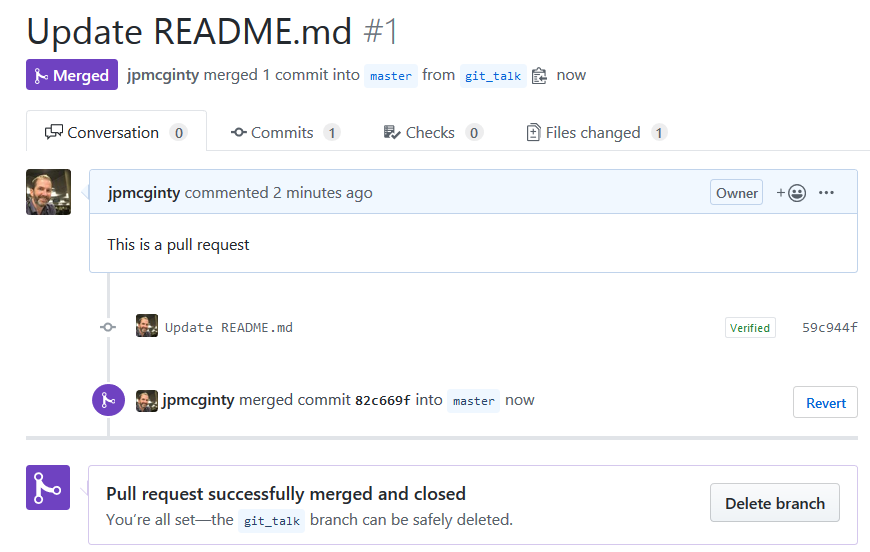 Update README.md #1
Merged jpmcginty merged 1 commit into master from git_talk now
Conversation 0 Commits 1 Checks 0 Files changed 1
jpmcginty commented 2 minutes ago Owner + ...
This is a pull request
Update README.md Verified 59c944f
jpmcginty merged commit 82c669f into master now Revert
Pull request successfully merged and closed
You’re all set—the git_talk branch can be safely deleted.
Delete branch